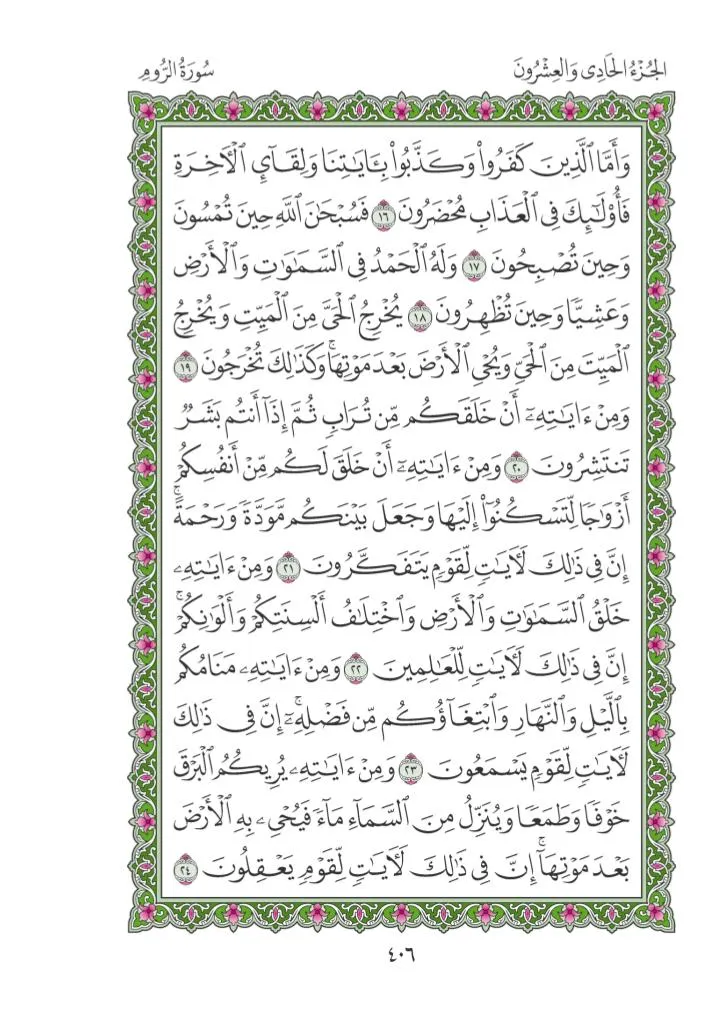 الجُزْءُ الحَادِى وَالعِشْرُونَ
سُورَةُ الرُّومِ
وَأَمَّا ٱلَّذِينَ كَفَرُواْ وَكَذَّبُواْ بِـَٔايَٰتِنَا وَلِقَآيِٕ ٱلْأٓخِرَةِ
فَأُوْلَٰٓئِكَ فِى ٱلْعَذَابِ مُحْضَرُونَ ١٦ فَسُبْحَٰنَ ٱللَّهِ حِينَ تُمْسُونَ
وَحِينَ تُصْبِحُونَ ١٧ وَلَهُ ٱلْحَمْدُ فِى ٱلسَّمَٰوَٰتِ وَٱلْأَرْضِ
وَعَشِيًّا وَحِينَ تُظْهِرُونَ ١٨ يُخْرِجُ ٱلْحَىَّ مِنَ ٱلْمَيِّتِ وَيُخْرِجُ
ٱلْمَيِّتَ مِنَ ٱلْحَىِّ وَيُحْىِ ٱلْأَرْضَ بَعْدَ مَوْتِهَاۚ وَكَذَٰلِكَ تُخْرَجُونَ ١٩
وَمِنْ ءَايَٰتِهِۦٓ أَنْ خَلَقَكُم مِّن تُرَابٍ ثُمَّ إِذَآ أَنتُم بَشَرٌ
تَنتَشِرُونَ ٢٠ وَمِنْ ءَايَٰتِهِۦٓ أَنْ خَلَقَ لَكُم مِّنْ أَنفُسِكُمْ
أَزْوَٰجًا لِّتَسْكُنُوٓاْ إِلَيْهَا وَجَعَلَ بَيْنَكُم مَّوَدَّةً وَرَحْمَةًۚ
إِنَّ فِى ذَٰلِكَ لَأٓيَٰتٍ لِّقَوْمٍ يَتَفَكَّرُونَ ٢١ وَمِنْ ءَايَٰتِهِۦ
خَلْقُ ٱلسَّمَٰوَٰتِ وَٱلْأَرْضِ وَٱخْتِلَٰفُ أَلْسِنَتِكُمْ وَأَلْوَٰنِكُمْۚ
إِنَّ فِى ذَٰلِكَ لَأٓيَٰتٍ لِّلْعَٰلِمِينَ ٢٢ وَمِنْ ءَايَٰتِهِۦ مَنَامُكُم
بِٱلَّيْلِ وَٱلنَّهَارِ وَٱبْتِغَآؤُكُم مِّن فَضْلِهِۦٓۚ إِنَّ فِى ذَٰلِكَ
لَأٓيَٰتٍ لِّقَوْمٍ يَسْمَعُونَ ٢٣ وَمِنْ ءَايَٰتِهِۦ يُرِيكُمُ ٱلْبَرْقَ
خَوْفًا وَطَمَعًا وَيُنَزِّلُ مِنَ ٱلسَّمَآءِ مَآءً فَيُحْىِۦ بِهِ ٱلْأَرْضَ
بَعْدَ مَوْتِهَآۚ إِنَّ فِى ذَٰلِكَ لَأٓيَٰتٍ لِّقَوْمٍ يَعْقِلُونَ ٢٤
٤٠٦